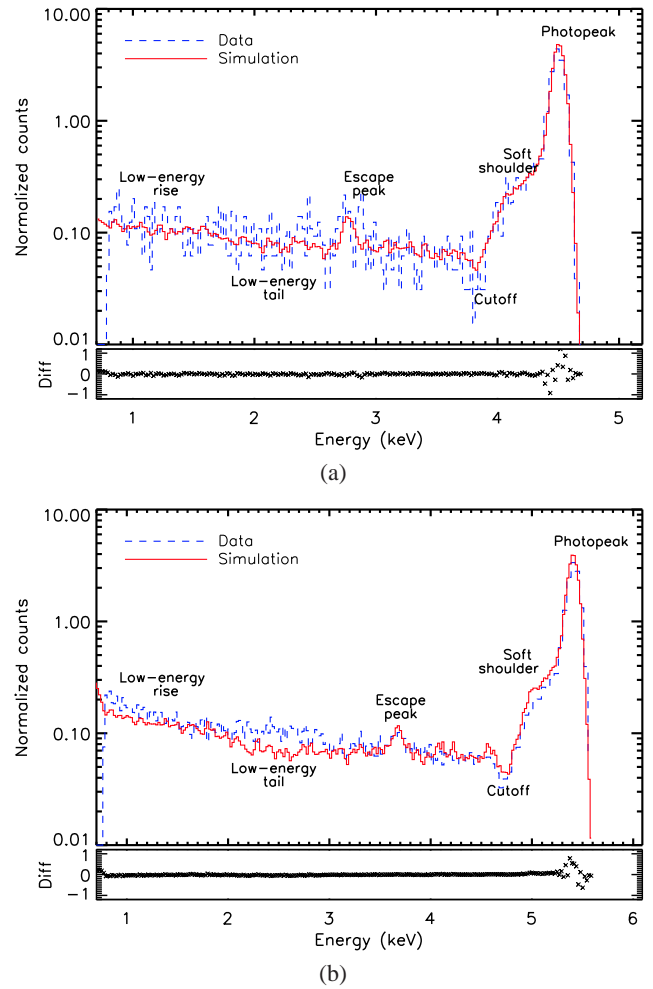 10.00
Data
Simulation
Photopeak
1.00
Normalized counts
Low-energy
rise
Escape
peak
Soft
shoulder
0.10
Low-energy
tail
Cutoff
0.01
1
0
-1
Diff
1 2 3 4 5
Energy (keV)
(a)
10.00
Data
Simulation
Photopeak
1.00
Normalized counts
Low-energy
rise
Escape
peak
Soft
shoulder
0.10
Low-energy
tail
Cutoff
0.01
1
0
-1
Diff
1 2 3 4 5 6
Energy (keV)
(b)